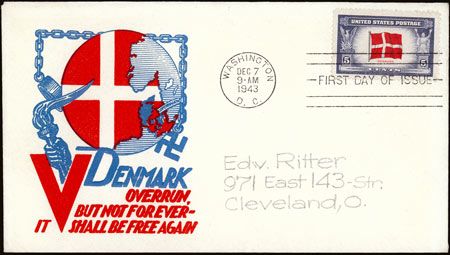 UNITED STATES POSTAGE
5 5
WASHINGTON
DEC 7
9-AM
1943
D. C.
FIRST DAY OF ISSUE
V DENMARK
OVERRUN,
BUT NOT FOREVER-
IT SHALL BE FREE AGAIN
Edw. Ritter
971 East 143-Str.
Cleveland, O.